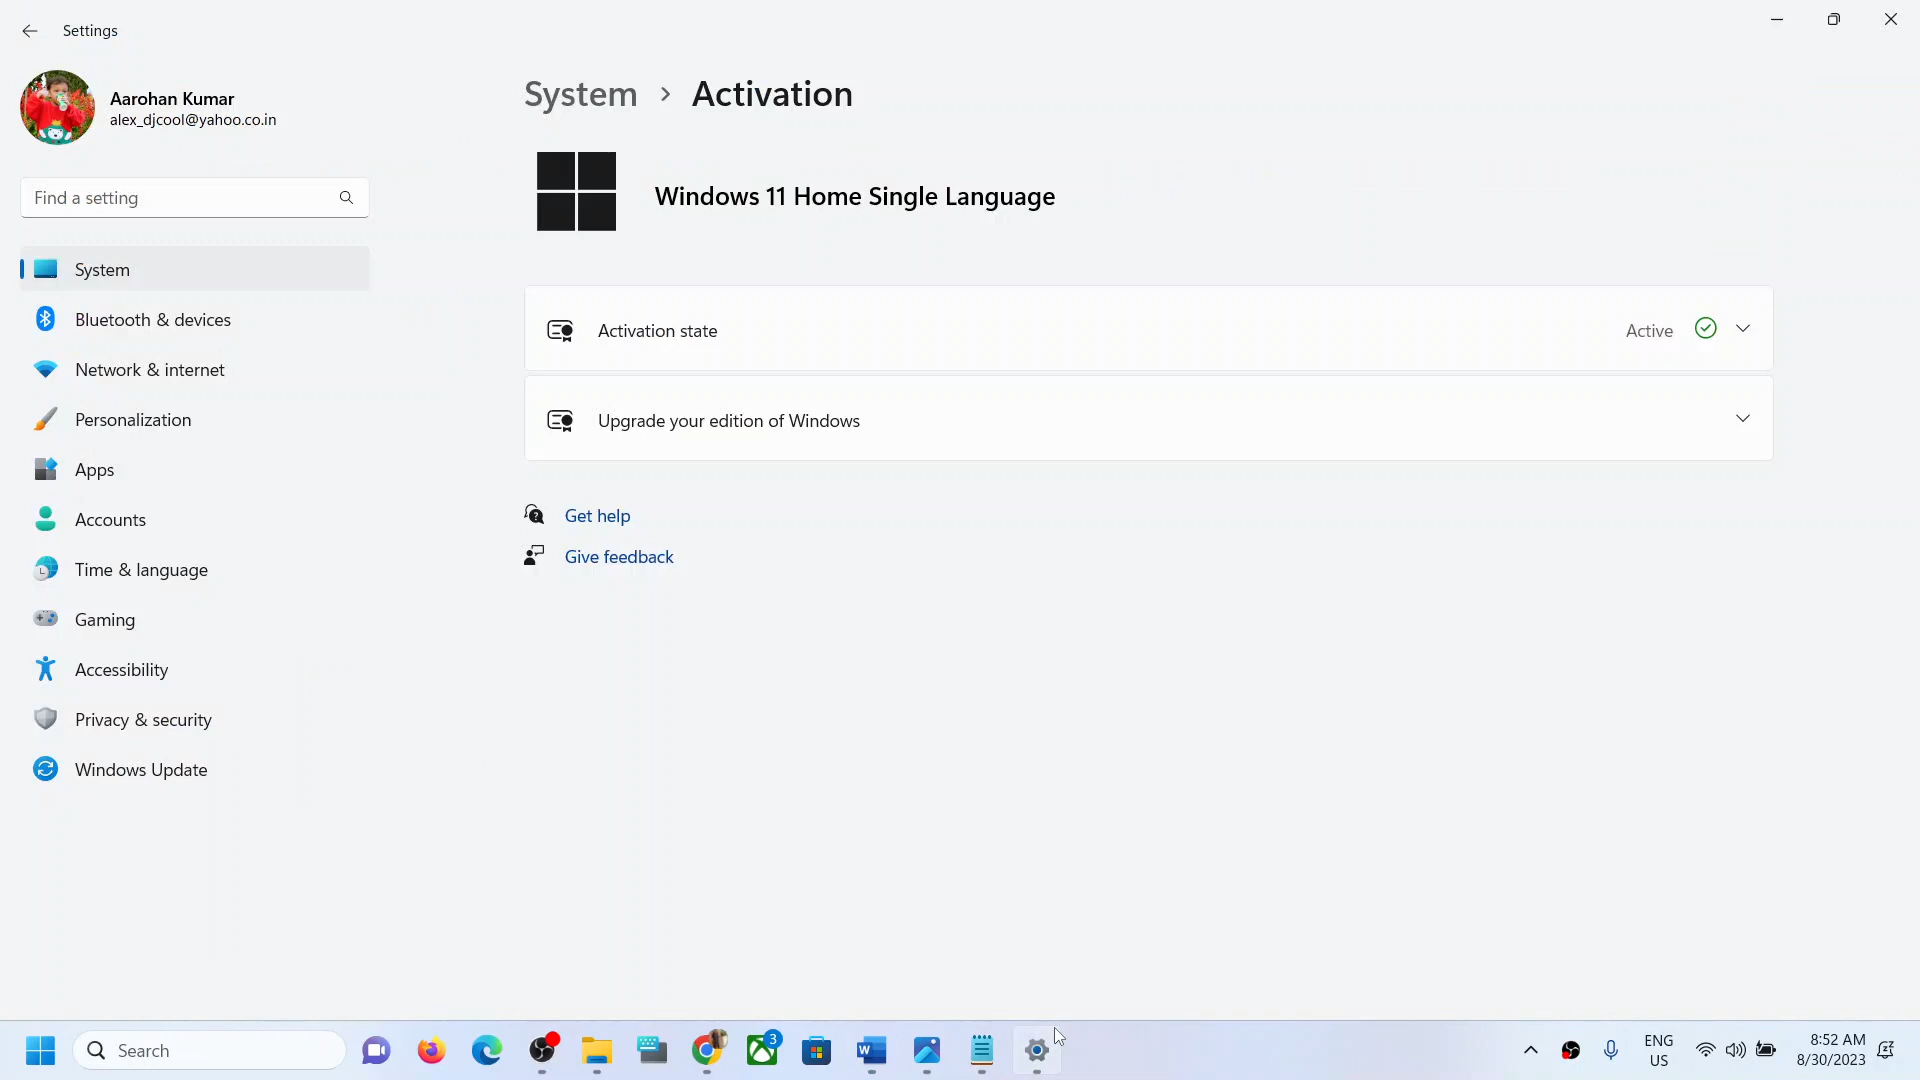 Settings
Aarohan Kumar
alex_djcool@yahoo.co.in
Find a setting
System
Bluetooth & devices
Network & internet
Personalization
Apps
Accounts
Time & language
Gaming
Accessibility
Privacy & security
Windows Update
System > Activation
Windows 11 Home Single Language
Activation state Active
Upgrade your edition of Windows
Get help
Give feedback
Search
3
ENG
US
8:52 AM
8/30/2023